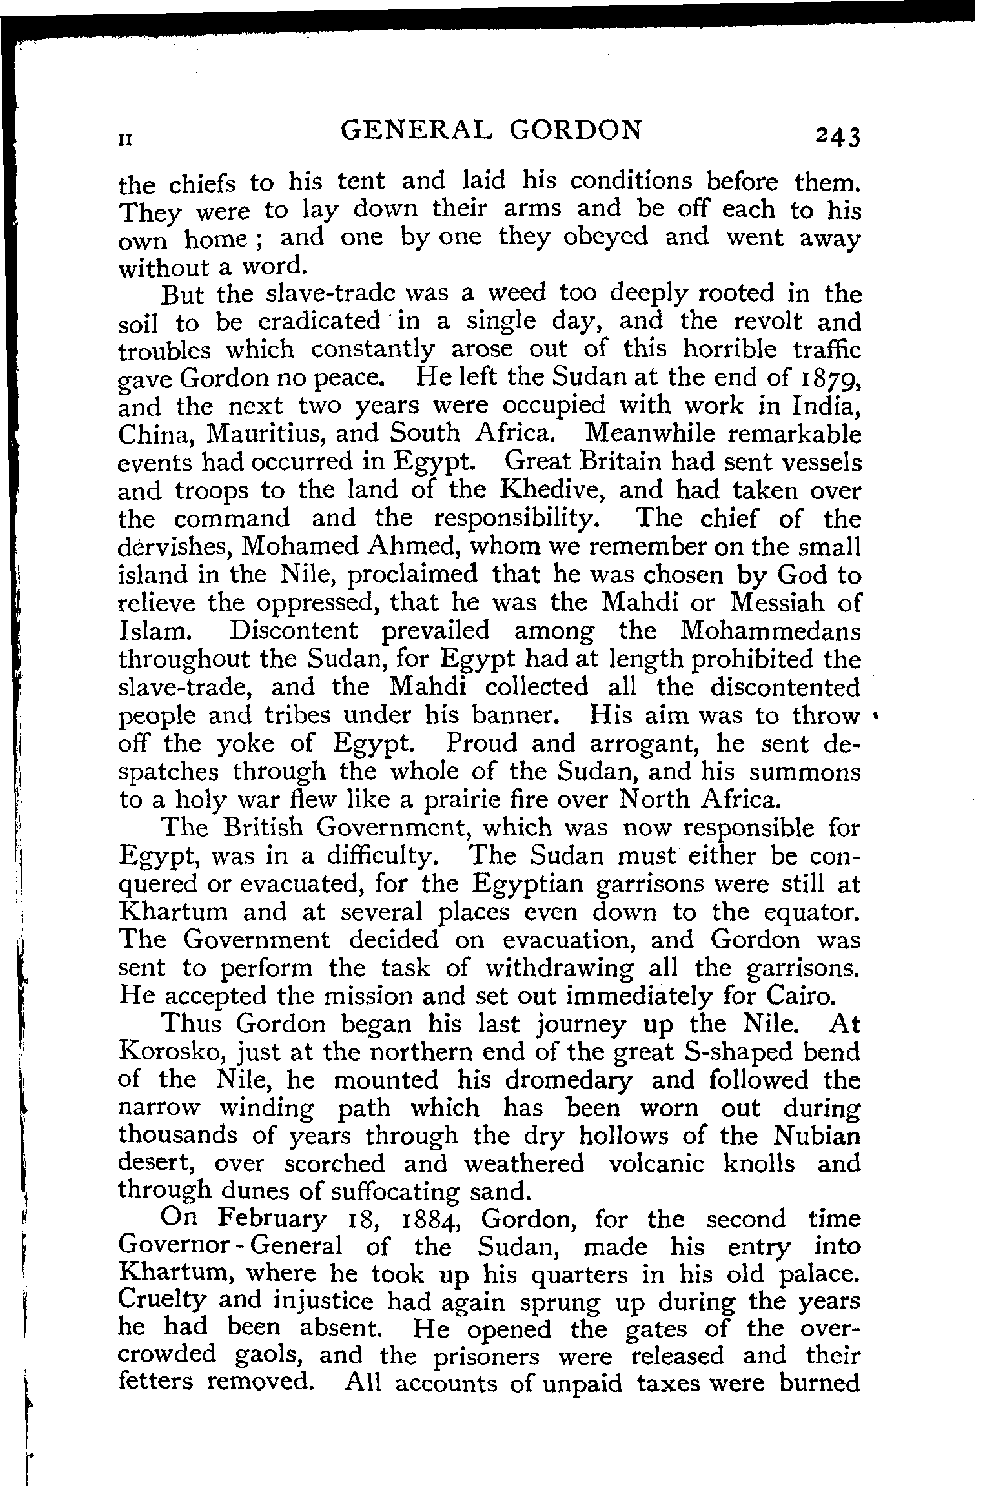 II GENERAL GORDON 243
the chiefs to his tent and laid his conditions before them.
They were to lay down their arms and be off each to his
own home ; and one by one they obeyed and went away
without a word.
But the slave-trade was a weed too deeply rooted in the
soil to be eradicated in a single day, and the revolt and
troubles which constantly arose out of this horrible traffic
gave Gordon no peace. He left the Sudan at the end of 1879,
and the next two years were occupied with work in India,
China, Mauritius, and South Africa. Meanwhile remarkable
events had occurred in Egypt. Great Britain had sent vessels
and troops to the land of the Khedive, and had taken over
the command and the responsibility. The chief of the
dervishes, Mohamed Ahmed, whom we remember on the small
island in the Nile, proclaimed that he was chosen by God to
relieve the oppressed, that he was the Mahdi or Messiah of
Islam. Discontent prevailed among the Mohammedans
throughout the Sudan, for Egypt had at length prohibited the
slave-trade, and the Mahdi collected all the discontented
people and tribes under his banner. His aim was to throw
off the yoke of Egypt. Proud and arrogant, he sent de-
spatches through the whole of the Sudan, and his summons
to a holy war flew like a prairie fire over North Africa.
The British Government, which was now responsible for
Egypt, was in a difficulty. The Sudan must either be con-
quered or evacuated, for the Egyptian garrisons were still at
Khartum and at several places even down to the equator.
The Government decided on evacuation, and Gordon was
sent to perform the task of withdrawing all the garrisons.
He accepted the mission and set out immediately for Cairo.
Thus Gordon began his last journey up the Nile. At
Korosko, just at the northern end of the great S-shaped bend
of the Nile, he mounted his dromedary and followed the
narrow winding path which has been worn out during
thousands of years through the dry hollows of the Nubian
desert, over scorched and weathered volcanic knolls and
through dunes of suffocating sand.
On February 18, 1884, Gordon, for the second time
Governor-General of the Sudan, made his entry into
Khartum, where he took up his quarters in his old palace.
Cruelty and injustice had again sprung up during the years
he had been absent. He opened the gates of the over-
crowded gaols, and the prisoners were released and their
fetters removed. All accounts of unpaid taxes were burned